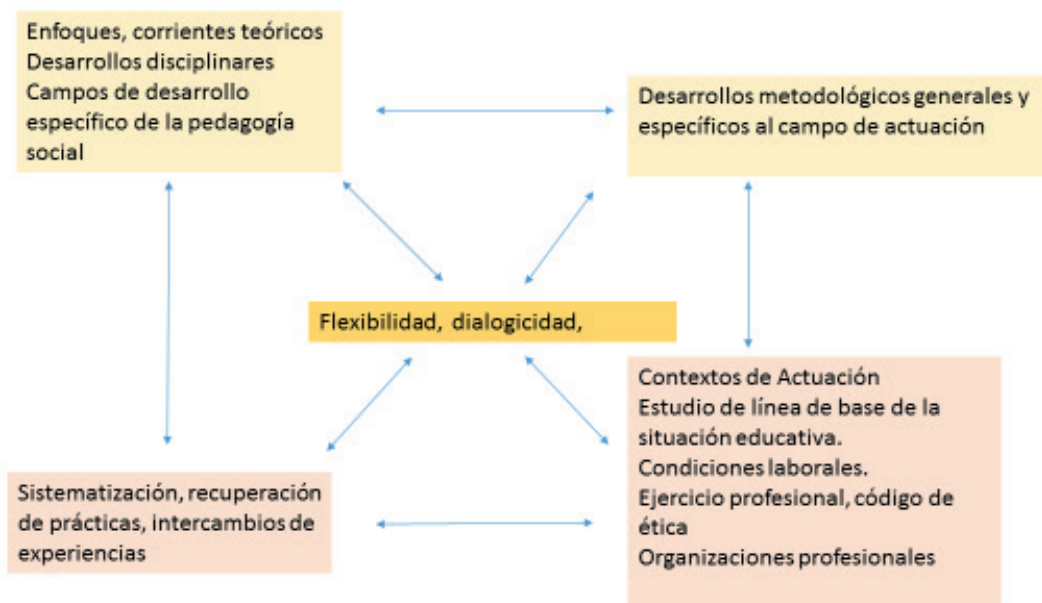 Enfoques, corrientes teóricos
Desarrollos disciplinares
Campos de desarrollo
específico de la pedagogía
social
Desarrollos metodológicos generales y
específicos al campo de actuación
Flexibilidad, dialogicidad,
Contextos de Actuación
Estudio de línea de base de la
situación educativa.
Condiciones laborales.
Ejercicio profesional, código de
ética
Organizaciones profesionales
Sistematización, recuperación
de prácticas, intercambios de
experiencias